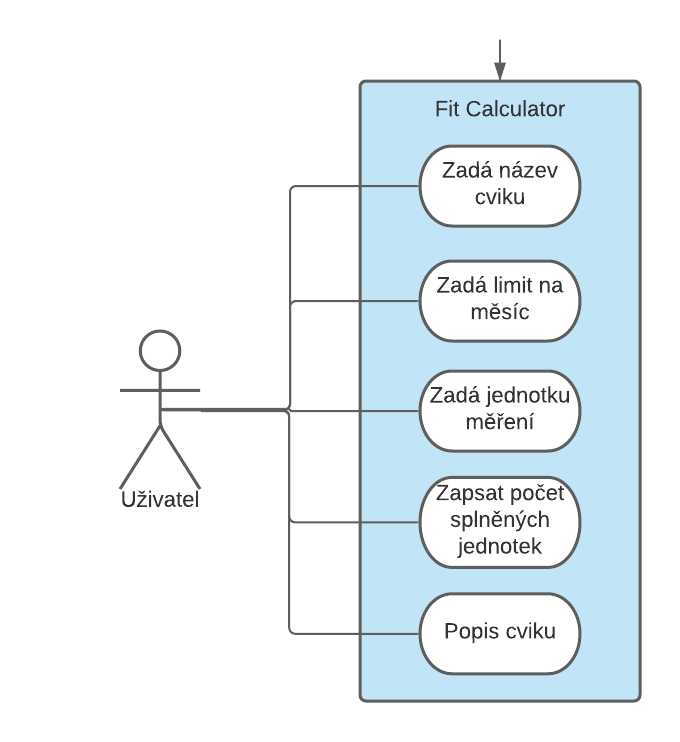 Fit Calculator
Zadá název
cviku
Zadá limit na
měsíc
Zadá jednotku
měření
Zapsat počet
splněných
jednotek
Popis cviku
Uživatel